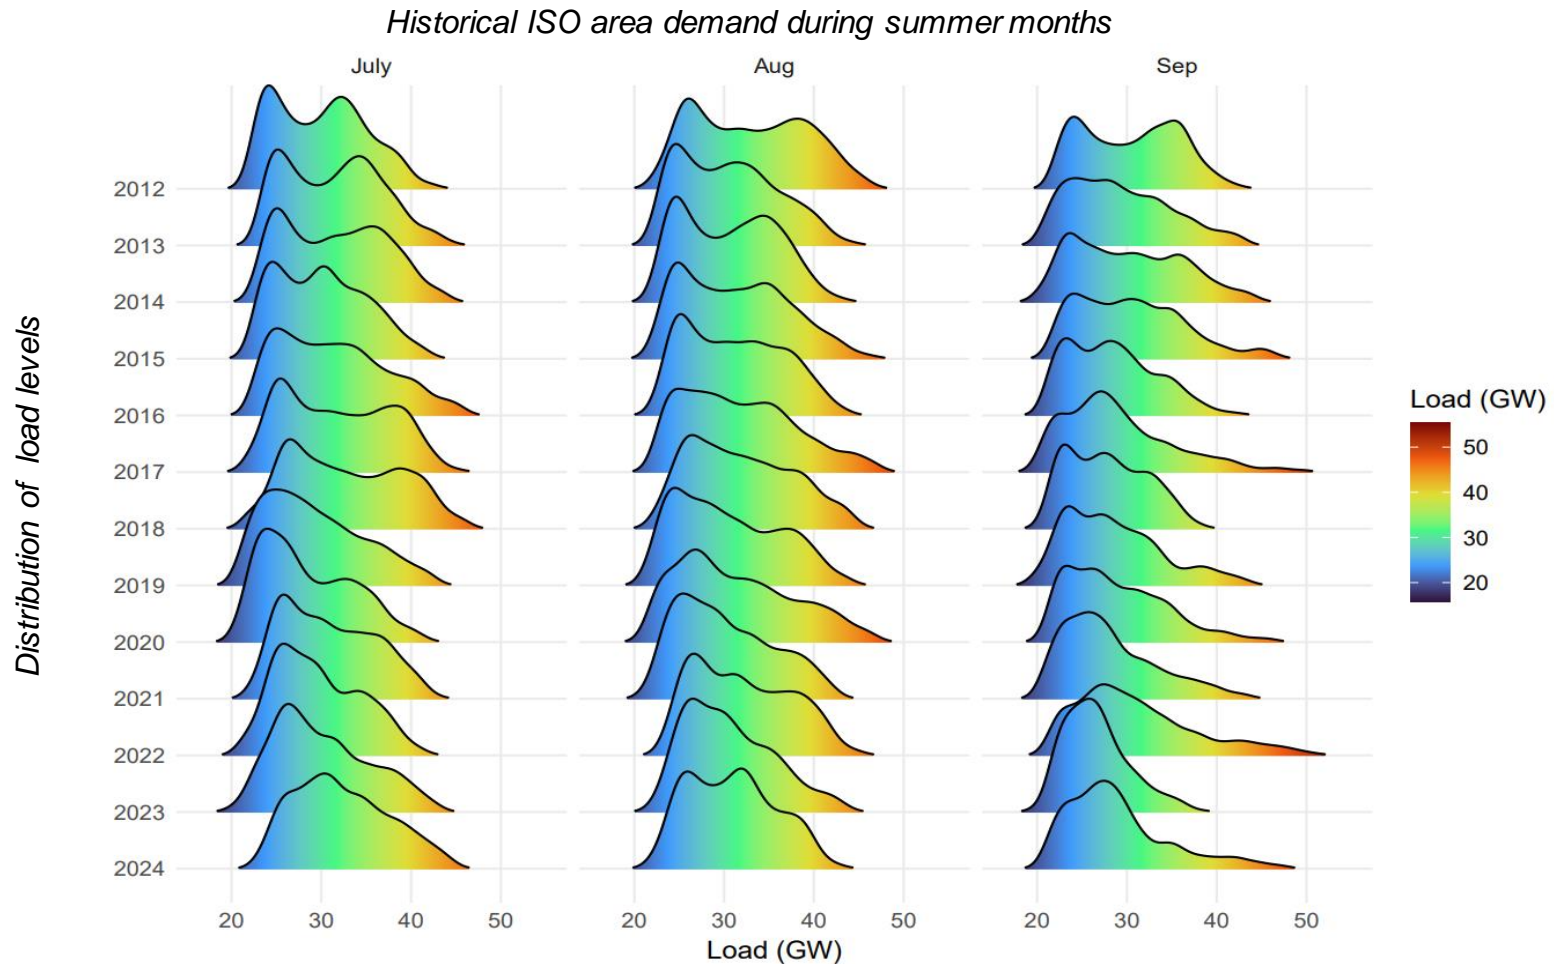 Historical ISO area demand during summer months
July Aug Sep
Distribution of load levels
2012
2013
2014
2015
2016
2017
2018
2019
2020
2021
2022
2023
2024
20 30 40 50 20 30 40 50 20 30 40 50
Load (GW)
Load (GW)
50
40
30
20